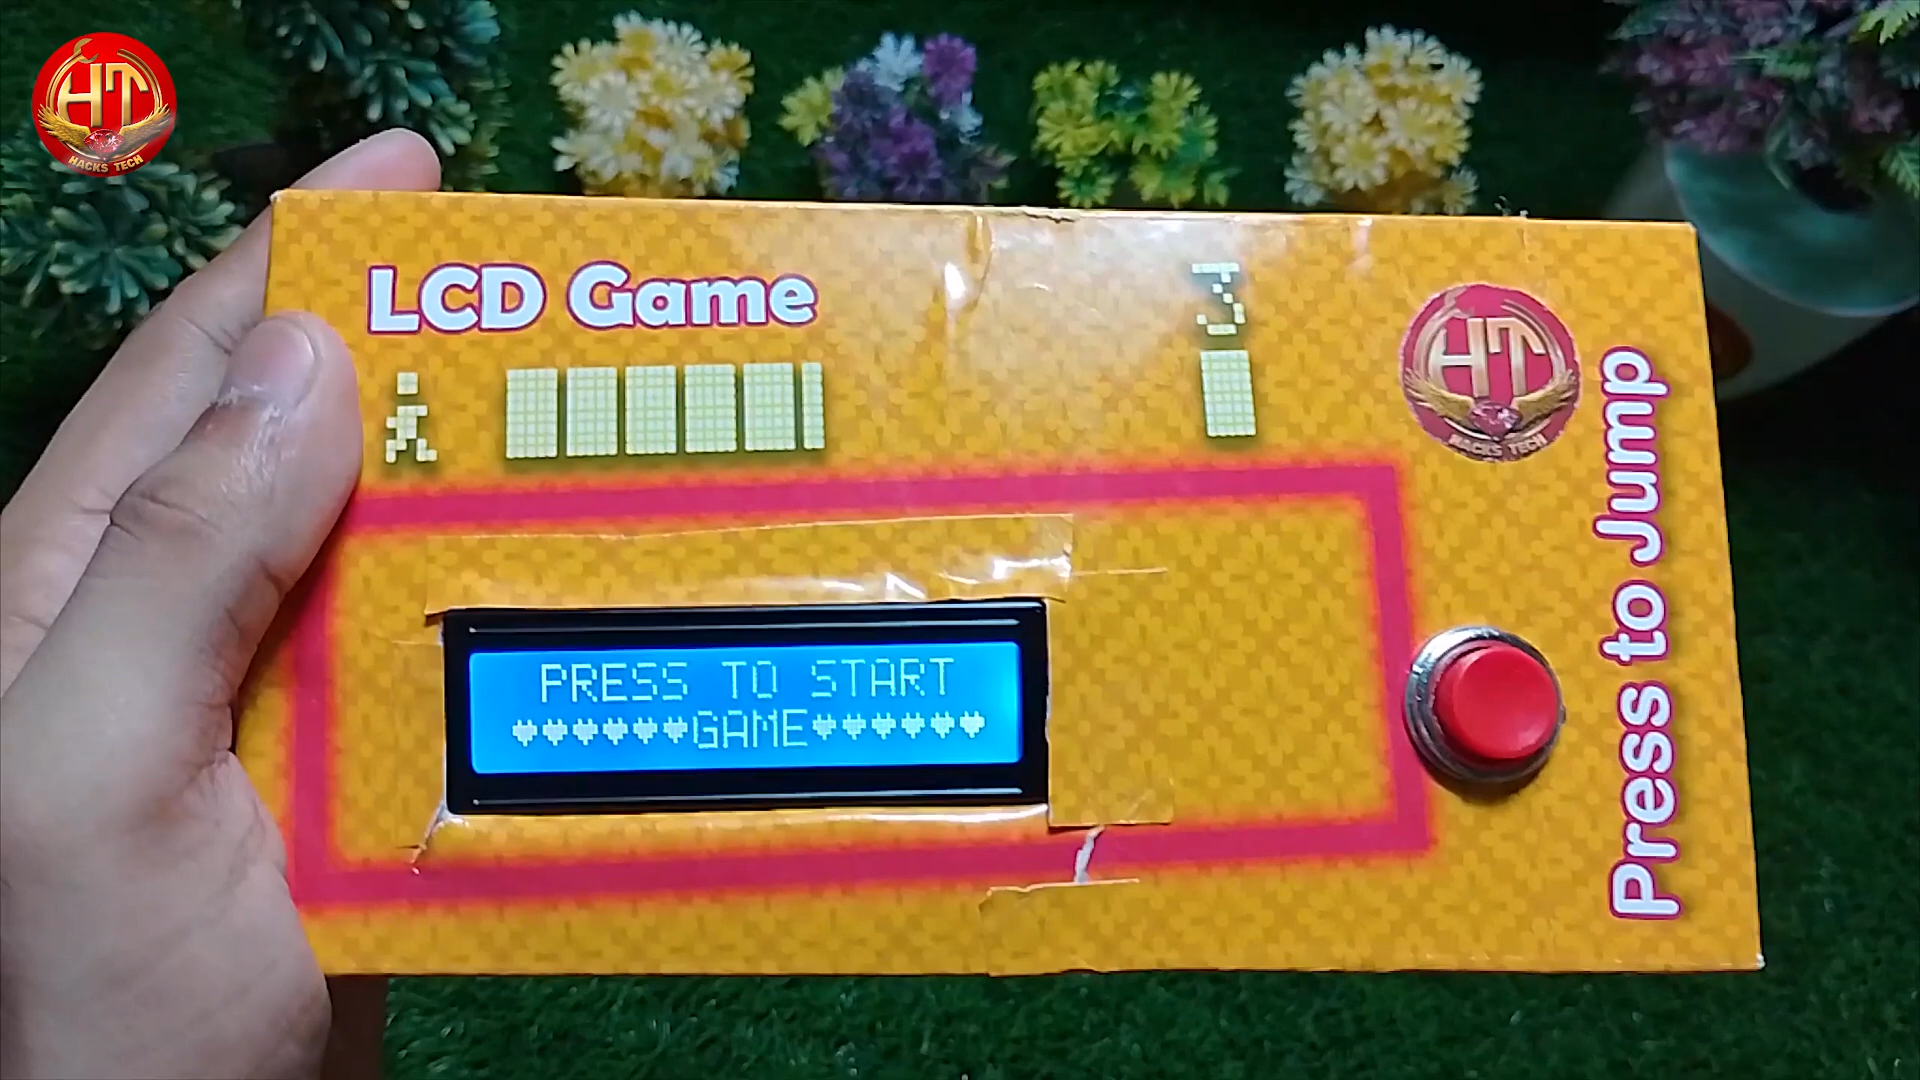 HT
HACKS TECH
LCD Game
3
HT
HACKS TECH
PRESS TO START
♥♥♥♥♥♥GAME♥♥♥♥♥♥
Press to Jump